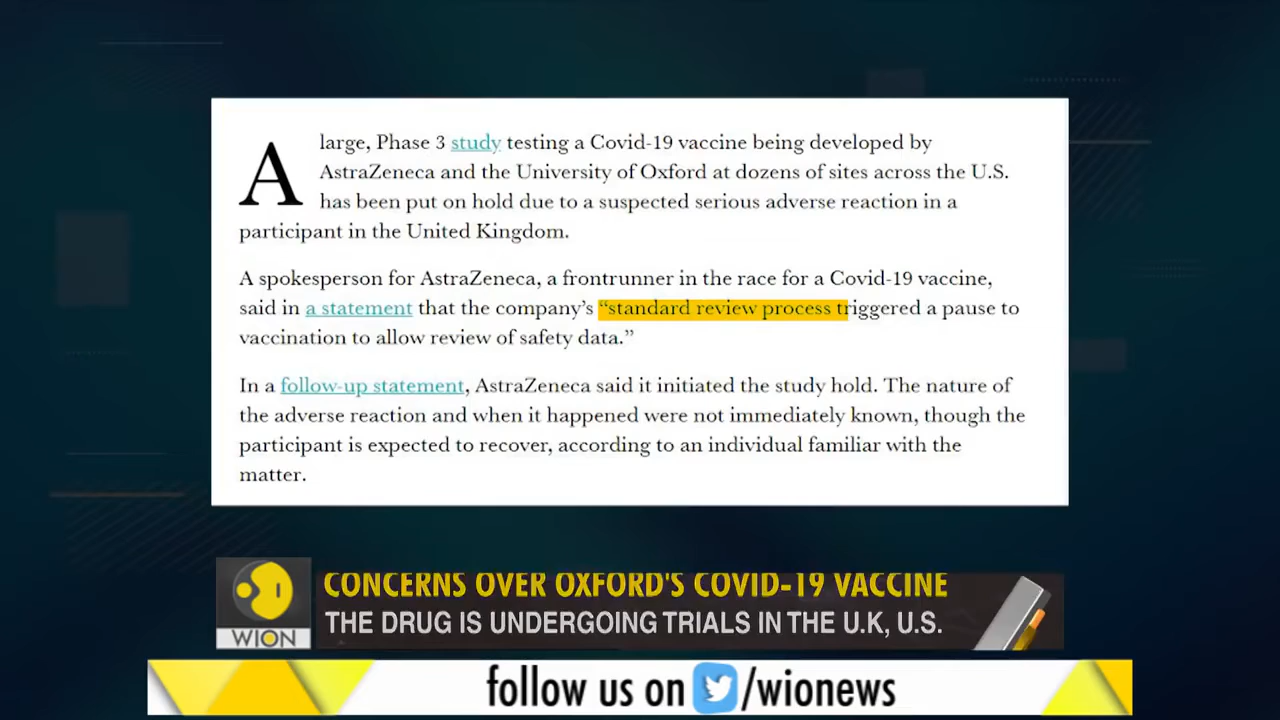 A large, Phase 3 study testing a Covid-19 vaccine being developed by
AstraZeneca and the University of Oxford at dozens of sites across the U.S.
has been put on hold due to a suspected serious adverse reaction in a
participant in the United Kingdom.
A spokesperson for AstraZeneca, a frontrunner in the race for a Covid-19 vaccine,
said in a statement that the company’s “standard review process triggered a pause to
vaccination to allow review of safety data.”
In a follow-up statement, AstraZeneca said it initiated the study hold. The nature of
the adverse reaction and when it happened were not immediately known, though the
participant is expected to recover, according to an individual familiar with the
matter.
CONCERNS OVER OXFORD'S COVID-19 VACCINE
THE DRUG IS UNDERGOING TRIALS IN THE U.K, U.S.
WION
follow us on /wionews